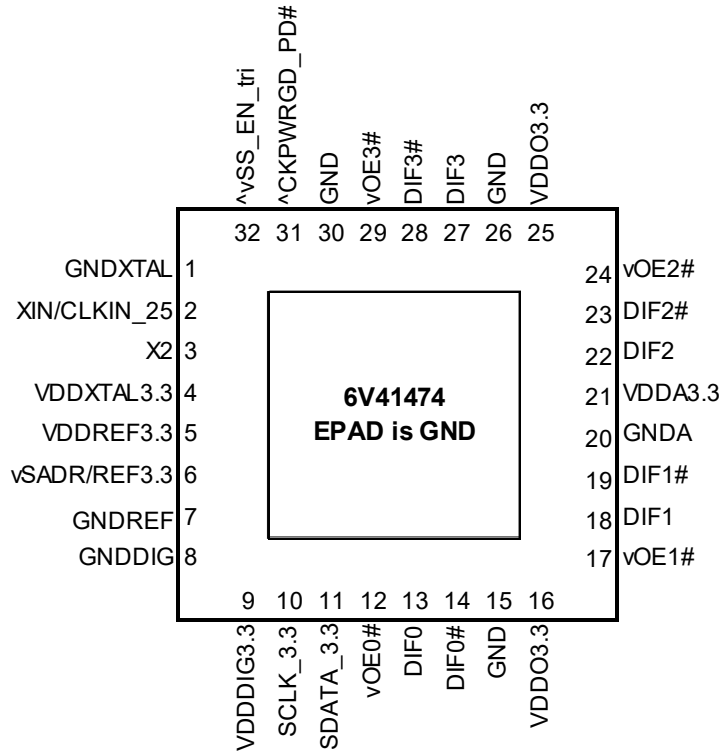 ^vSS_EN_tri
^CKPWRGD_PD#
GND
vOE3#
DIF3#
DIF3
GND
VDDO3.3
32 31 30 29 28 27 26 25
GNDXTAL 1
XIN/CLKIN_25 2
X2 3
VDDXTAL3.3 4
VDDREF3.3 5
vSADR/REF3.3 6
GNDREF 7
GNDDIG 8
6V41474
EPAD is GND
24 vOE2#
23 DIF2#
22 DIF2
21 VDDA3.3
20 GNDA
19 DIF1#
18 DIF1
17 vOE1#
9 10 11 12 13 14 15 16
VDDDIG3.3
SCLK_3.3
SDATA_3.3
vOE0#
DIF0
DIF0#
GND
VDDO3.3